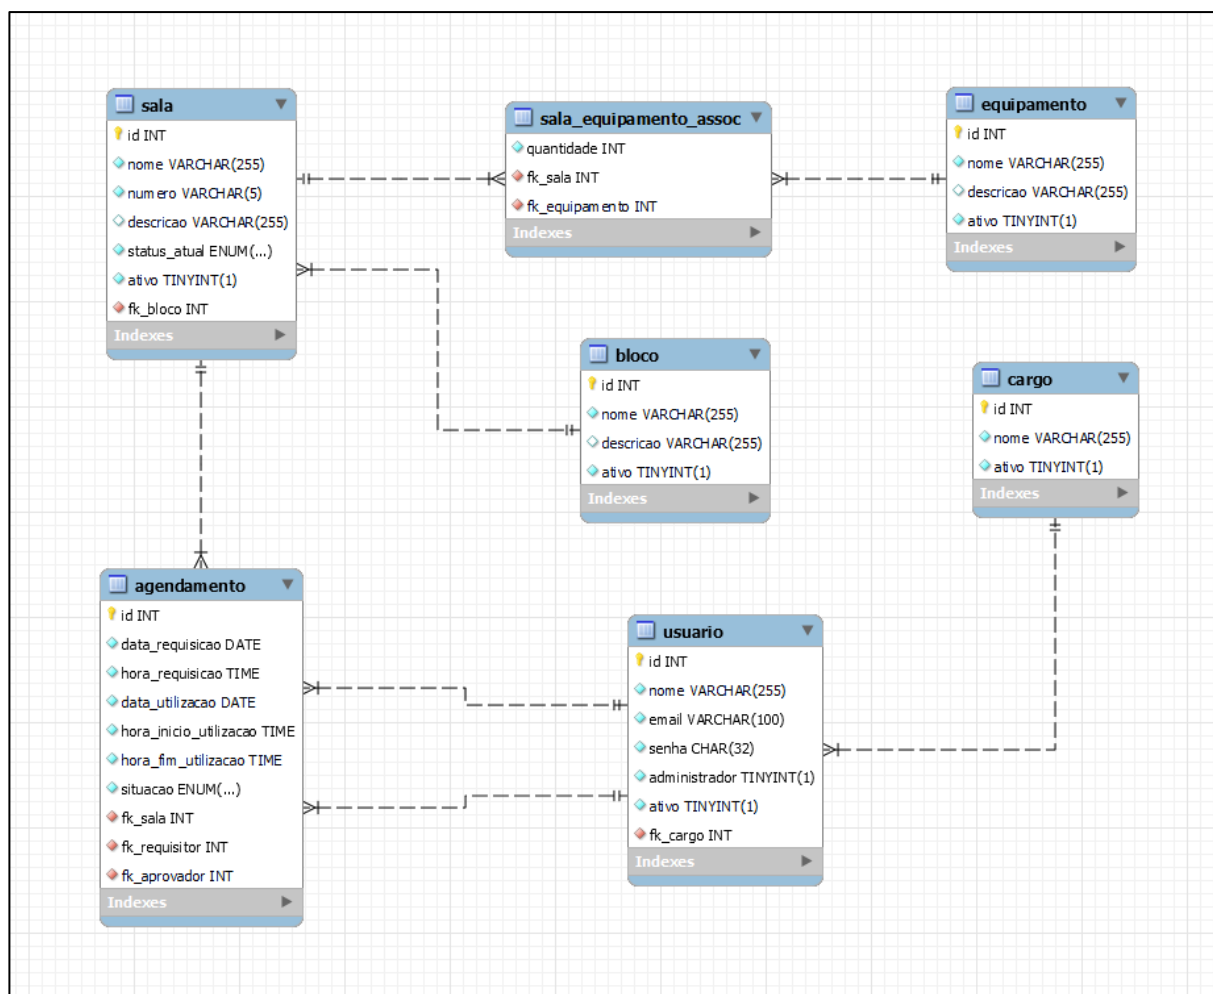 sala
id INT
nome VARCHAR(255)
numero VARCHAR(5)
descricao VARCHAR(255)
status_atual ENUM(...)
ativo TINYINT(1)
fk_bloco INT
Indexes
sala_equipamento_assoc
quantidade INT
fk_sala INT
fk_equipamento INT
Indexes
equipamento
id INT
nome VARCHAR(255)
descricao VARCHAR(255)
ativo TINYINT(1)
Indexes
bloco
id INT
nome VARCHAR(255)
descricao VARCHAR(255)
ativo TINYINT(1)
Indexes
cargo
id INT
nome VARCHAR(255)
ativo TINYINT(1)
Indexes
agendamento
id INT
data_requisicao DATE
hora_requisicao TIME
data_utilizacao DATE
hora_inicio_utilizacao TIME
hora_fim_utilizacao TIME
situacao ENUM(...)
fk_sala INT
fk_requisitor INT
fk_aprovador INT
Indexes
usuario
id INT
nome VARCHAR(255)
email VARCHAR(100)
senha CHAR(32)
administrador TINYINT(1)
ativo TINYINT(1)
fk_cargo INT
Indexes